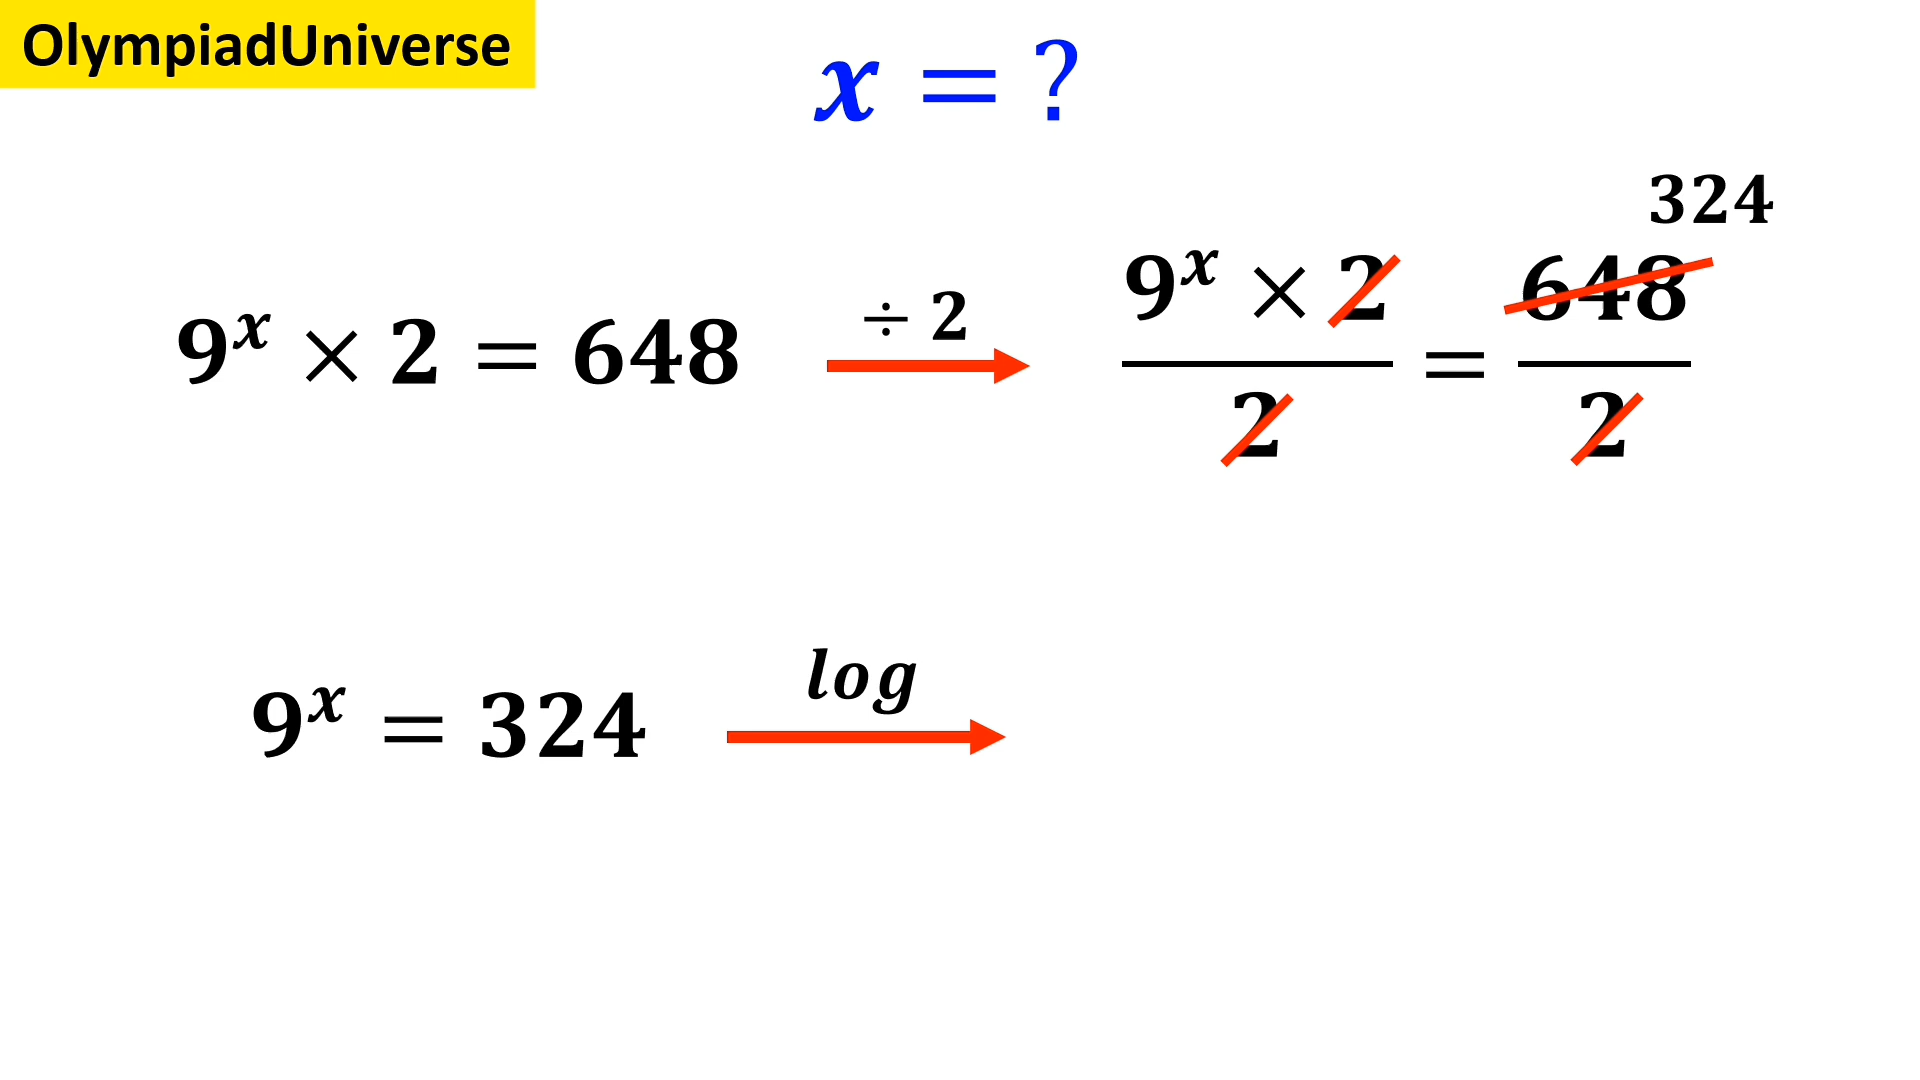 OlympiadUniverse
x = ?
9^x × 2 = 648
÷ 2
9^x × 2 / 2 = 648 / 2
324
9^x = 324
log